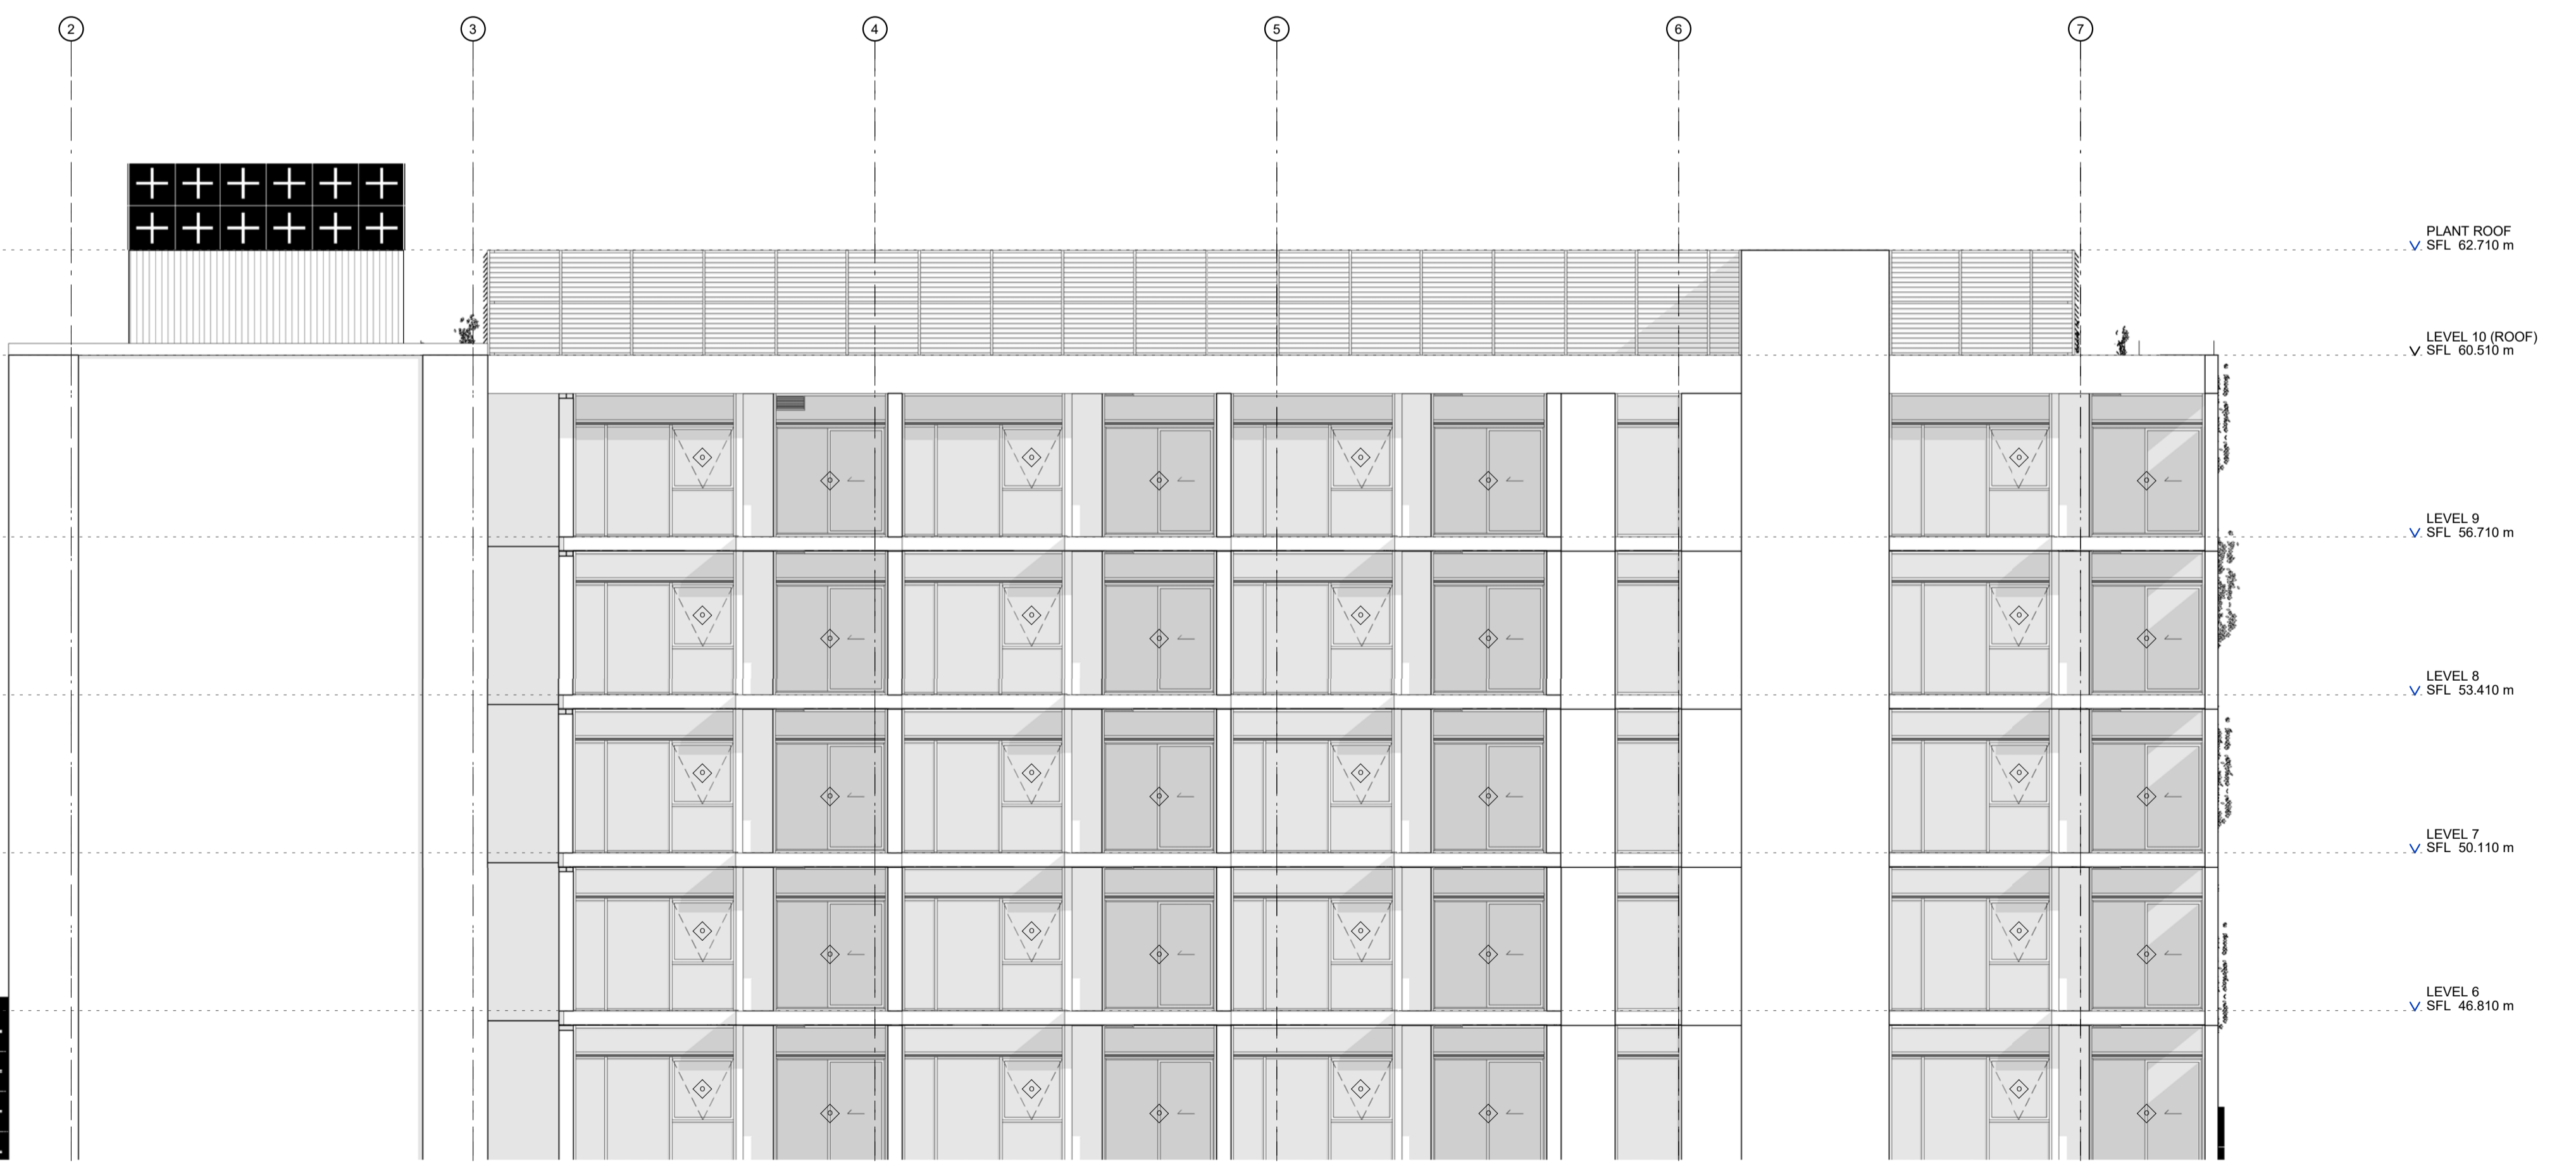 2 3 4 5 6 7
PLANT ROOF
SFL 62.710 m
LEVEL 10 (ROOF)
SFL 60.510 m
LEVEL 9
SFL 56.710 m
LEVEL 8
SFL 53.410 m
LEVEL 7
SFL 50.110 m
LEVEL 6
SFL 46.810 m